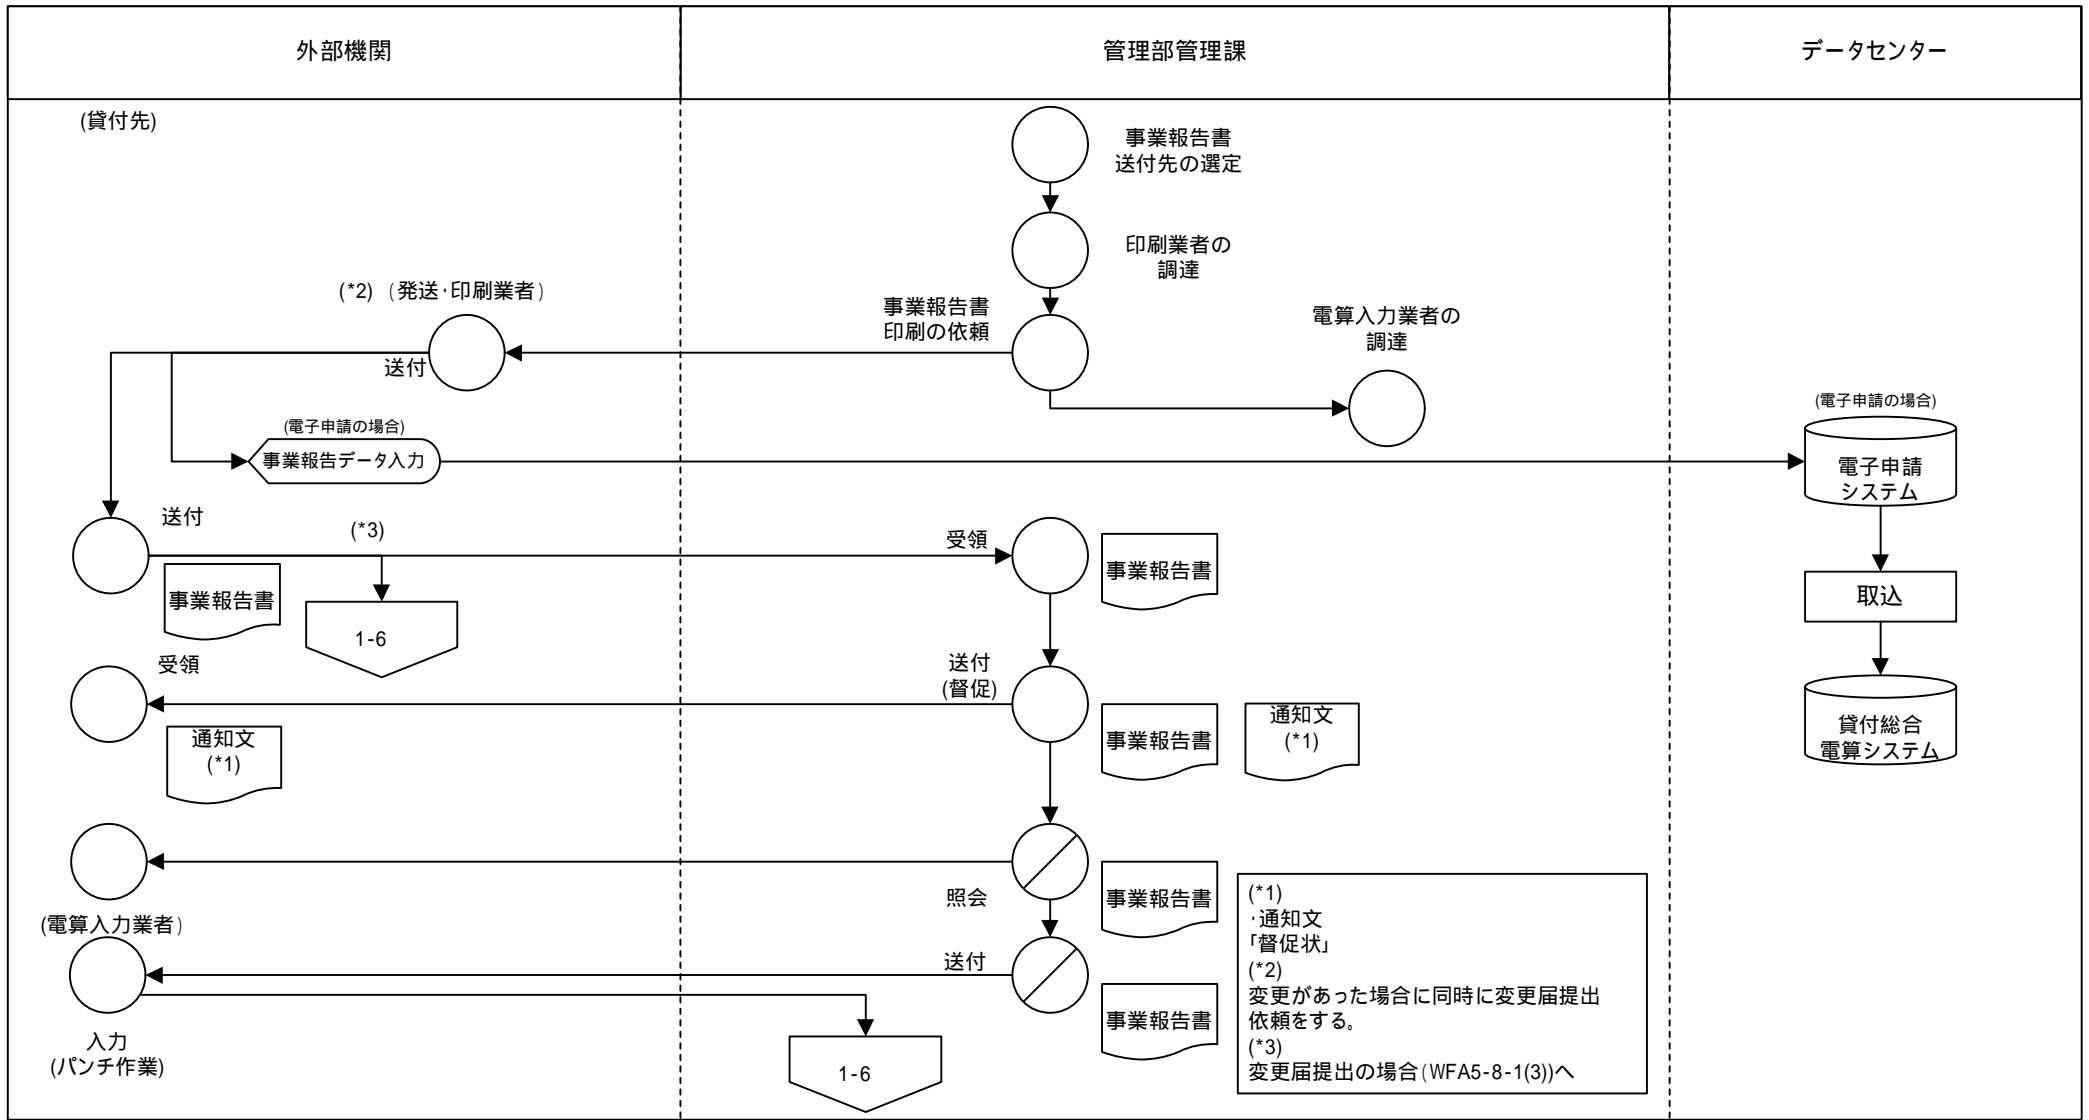 外部機関
管理部管理課
データセンター
(貸付先)
事業報告書
送付先の選定
印刷業者の
調達
(*2) (発送・印刷業者)
送付
事業報告書
印刷の依頼
電算入力業者の
調達
(電子申請の場合)
事業報告データ入力
(電子申請の場合)
電子申請
システム
送付
(*3)
受領
事業報告書
事業報告書
1-6
取込
受領
送付
(督促)
通知文
(*1)
事業報告書
通知文
(*1)
貸付総合
電算システム
照会
事業報告書
(電算入力業者)
送付
事業報告書
入力
(パンチ作業)
1-6
(*1)
・通知文
「督促状」
(*2)
変更があった場合に同時に変更届提出
依頼をする。
(*3)
変更届提出の場合(WFA5-8-1(3))へ